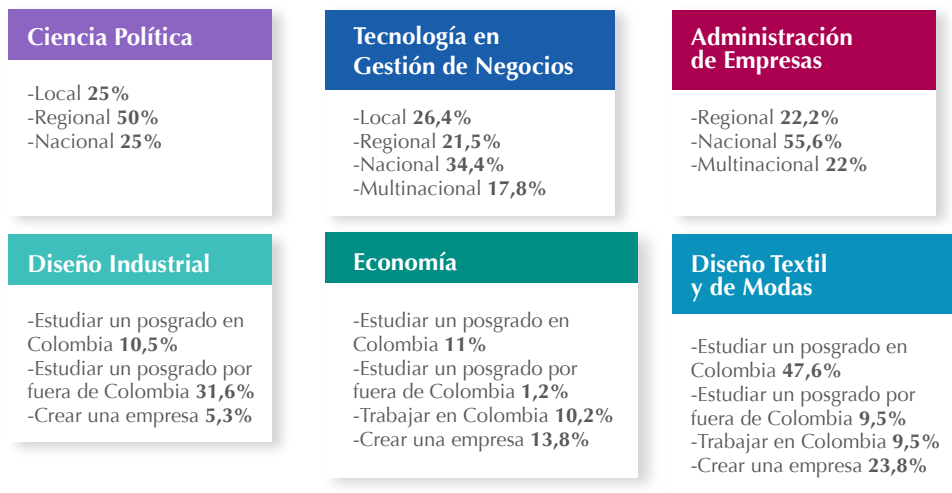 Ciencia Política
-Local 25%
-Regional 50%
-Nacional 25%
Tecnología en
Gestión de Negocios
-Local 26,4%
-Regional 21,5%
-Nacional 34,4%
-Multinacional 17,8%
Administración
de Empresas
-Regional 22,2%
-Nacional 55,6%
-Multinacional 22%
Diseño Industrial
-Estudiar un posgrado en
Colombia 10,5%
-Estudiar un posgrado por
fuera de Colombia 31,6%
-Crear una empresa 5,3%
Economía
-Estudiar un posgrado en
Colombia 11%
-Estudiar un posgrado por
fuera de Colombia 1,2%
-Trabajar en Colombia 10,2%
-Crear una empresa 13,8%
Diseño Textil
y de Modas
-Estudiar un posgrado en
Colombia 47,6%
-Estudiar un posgrado por
fuera de Colombia 9,5%
-Trabajar en Colombia 9,5%
-Crear una empresa 23,8%